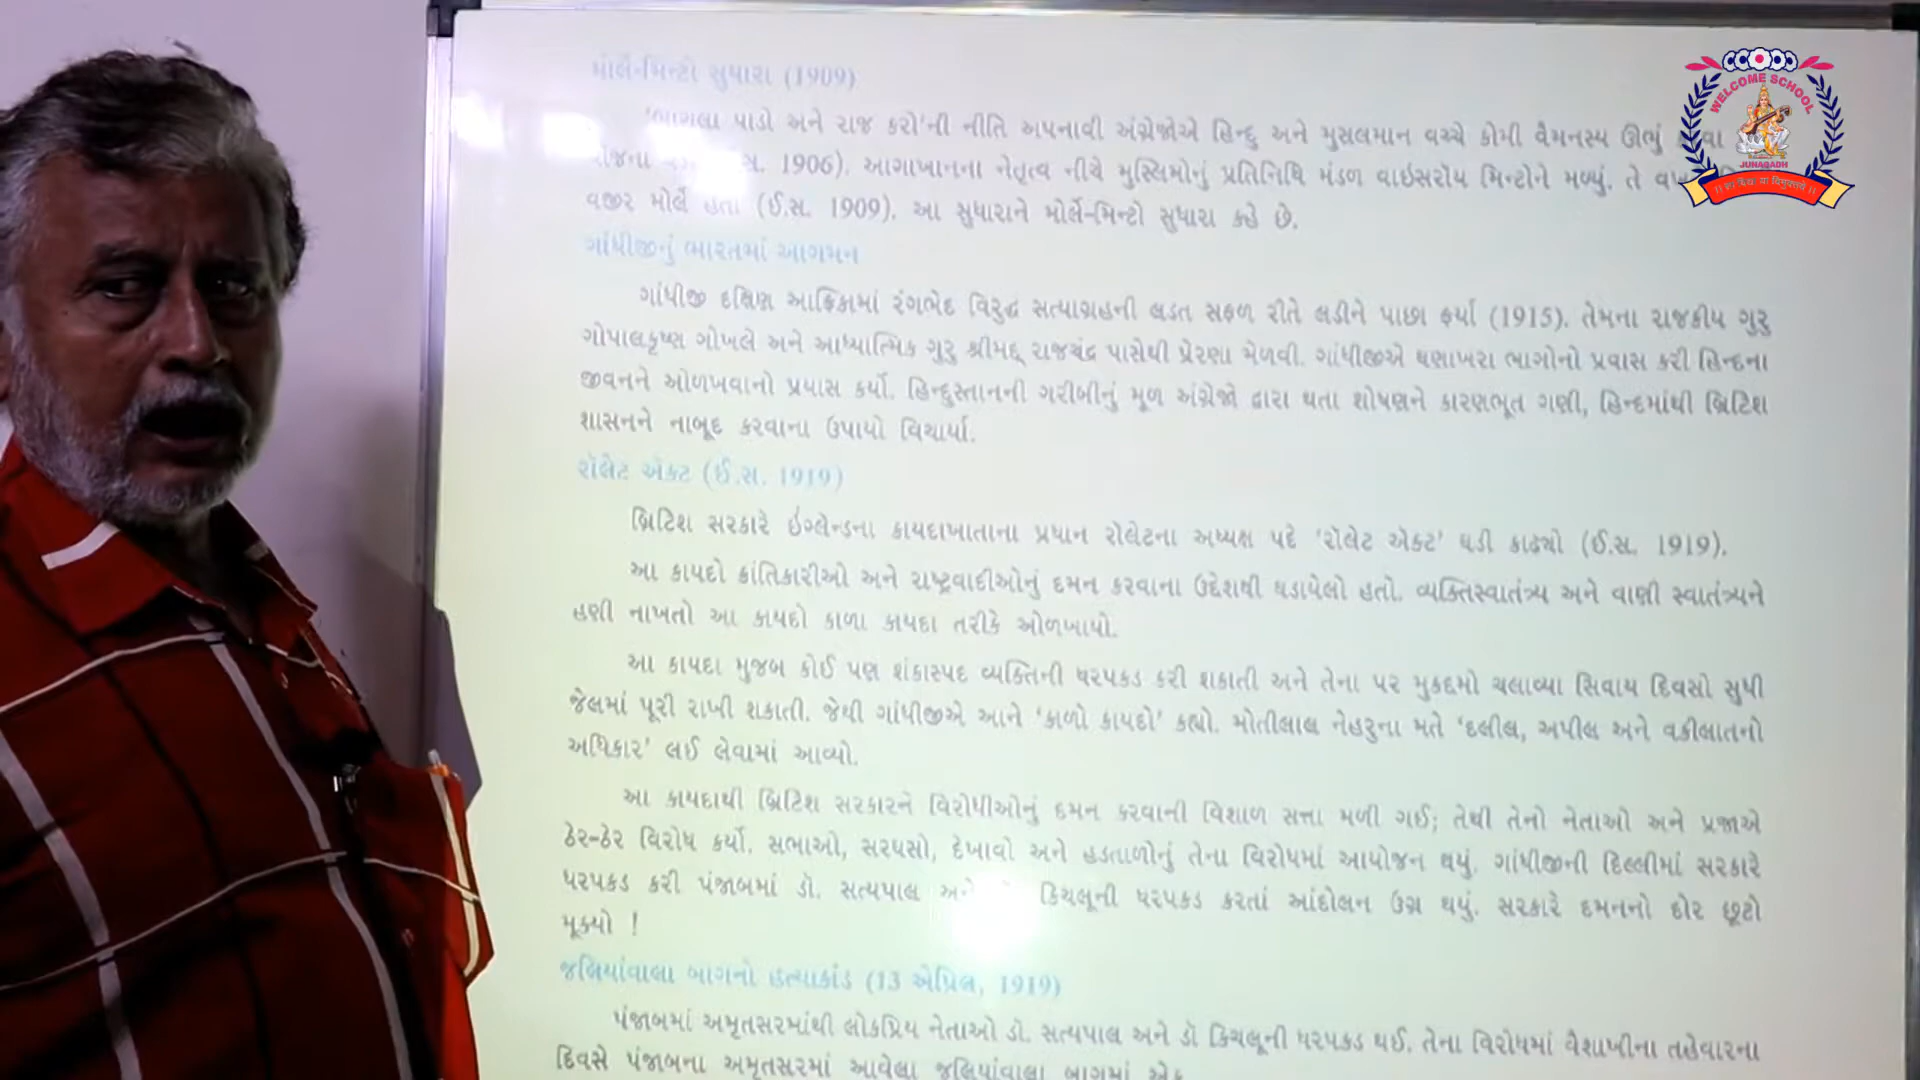 મોર્લે-મિન્ટો સુધારા (1909)
'ભાગલા પાડો અને રાજ કરો'ની નીતિ અપનાવી અંગ્રેજોએ હિન્દુ અને મુસલમાન વચ્ચે કોમી વૈમનસ્ય ઊભું
સ. 1906). આગાખાનના નેતૃત્વ નીચે મુસ્લિમોનું પ્રતિનિધિ મંડળ વાઇસરૉય મિન્ટોને મળ્યું. તે
વજીર મોર્લે હતા (ઈ.સ. 1909). આ સુધારાને મોર્લે-મિન્ટો સુધારા કહે છે.
ગાંધીજીનું ભારતમાં આગમન
ગાંધીજી દક્ષિણ આફ્રિકામાં રંગભેદ વિરુદ્ધ સત્યાગ્રહની લડત સફળ રીતે લડીને પાછા ફર્યા (1915). તેમના રાજકીય ગુરુ
ગોપાલકૃષ્ણ ગોખલે અને આધ્યાત્મિક ગુરુ શ્રીમદ્ રાજચંદ્ર પાસેથી પ્રેરણા મેળવી. ગાંધીજીએ ઘણાખરા ભાગોનો પ્રવાસ કરી હિન્દના
જીવનને ઓળખવાનો પ્રયાસ કર્યો. હિન્દુસ્તાનની ગરીબીનું મૂળ અંગ્રેજો દ્વારા થતા શોષણને કારણભૂત ગણી, હિન્દમાંથી બ્રિટિશ
શાસનને નાબૂદ કરવાના ઉપાયો વિચાર્યા.
રૉલેટ ઍક્ટ (ઈ.સ. 1919)
બ્રિટિશ સરકારે ઇંગ્લેન્ડના કાયદાખાતાના પ્રધાન રોલેટના અધ્યક્ષ પદે 'રૉલેટ ઍક્ટ' ઘડી કાઢ્યો (ઈ.સ. 1919).
આ કાયદો ક્રાંતિકારીઓ અને રાષ્ટ્રવાદીઓનું દમન કરવાના ઉદ્દેશથી ઘડાયેલો હતો. વ્યક્તિસ્વાતંત્ર્ય અને વાણી સ્વાતંત્ર્યને
હણી નાખતો આ કાયદો કાળા કાયદા તરીકે ઓળખાયો.
આ કાયદા મુજબ કોઈ પણ શંકાસ્પદ વ્યક્તિની ધરપકડ કરી શકાતી અને તેના પર મુકદ્દમો ચલાવ્યા સિવાય દિવસો સુધી
જેલમાં પૂરી રાખી શકાતી. જેથી ગાંધીજીએ આને 'કાળો કાયદો' કહ્યો. મોતીલાલ નેહરુના મતે 'દલીલ, અપીલ અને વકીલાતનો
અધિકાર' લઈ લેવામાં આવ્યો.
આ કાયદાથી બ્રિટિશ સરકારને વિરોધીઓનું દમન કરવાની વિશાળ સત્તા મળી ગઈ; તેથી તેનો નેતાઓ અને પ્રજાએ
ઠેર-ઠેર વિરોધ કર્યો. સભાઓ, સરઘસો, દેખાવો અને હડતાળોનું તેના વિરોધમાં આયોજન થયું. ગાંધીજીની દિલ્લીમાં સરકારે
ધરપકડ કરી પંજાબમાં ડૉ. સત્યપાલ અને કિચલૂની ધરપકડ કરતાં આંદોલન ઉગ્ર થયું. સરકારે દમનનો દોર છૂટો
મૂક્યો !
જલિયાંવાલા બાગનો હત્યાકાંડ (13 એપ્રિલ, 1919)
પંજાબમાં અમૃતસરમાંથી લોકપ્રિય નેતાઓ ડૉ. સત્યપાલ અને ડૉ કિચલૂની ધરપકડ થઈ. તેના વિરોધમાં વૈશાખીના તહેવારના
દિવસે પંજાબના અમૃતસરમાં આવેલા જલિયાંવાલા બાગમાં એક
WELCOME SCHOOL
JUNAGADH
॥ सा विद्या या विमुक्तये ॥